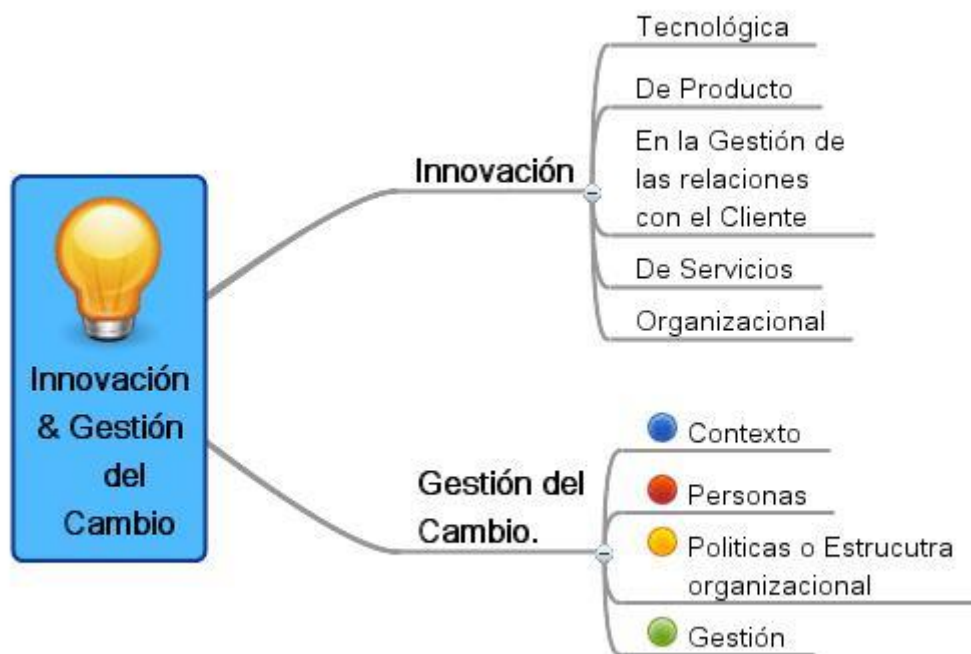 Innovación
& Gestión
del
Cambio
Innovación
Tecnológica
De Producto
En la Gestión de
las relaciones
con el Cliente
De Servicios
Organizacional
Gestión del
Cambio.
Contexto
Personas
Politicas o Estrucutra
organizacional
Gestión